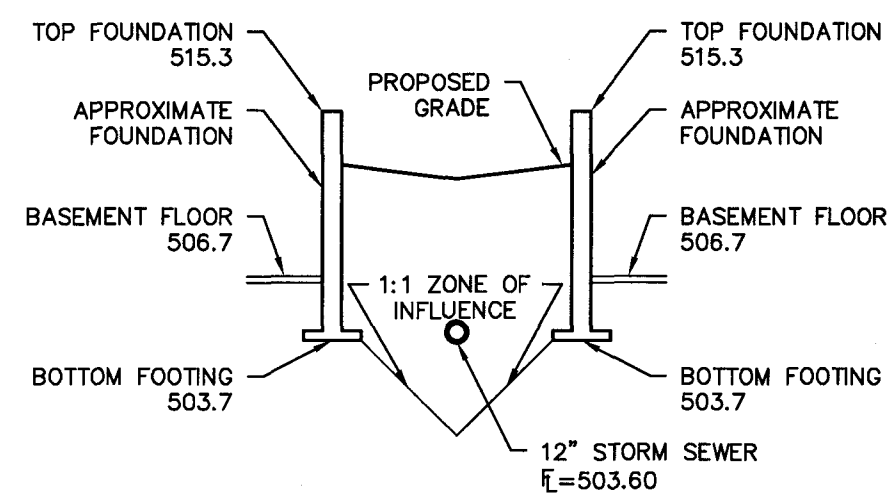 TOP FOUNDATION
515.3
TOP FOUNDATION
515.3
PROPOSED
GRADE
APPROXIMATE
FOUNDATION
APPROXIMATE
FOUNDATION
BASEMENT FLOOR
506.7
BASEMENT FLOOR
506.7
1:1 ZONE OF
INFLUENCE
BOTTOM FOOTING
503.7
BOTTOM FOOTING
503.7
12" STORM SEWER
FL=503.60